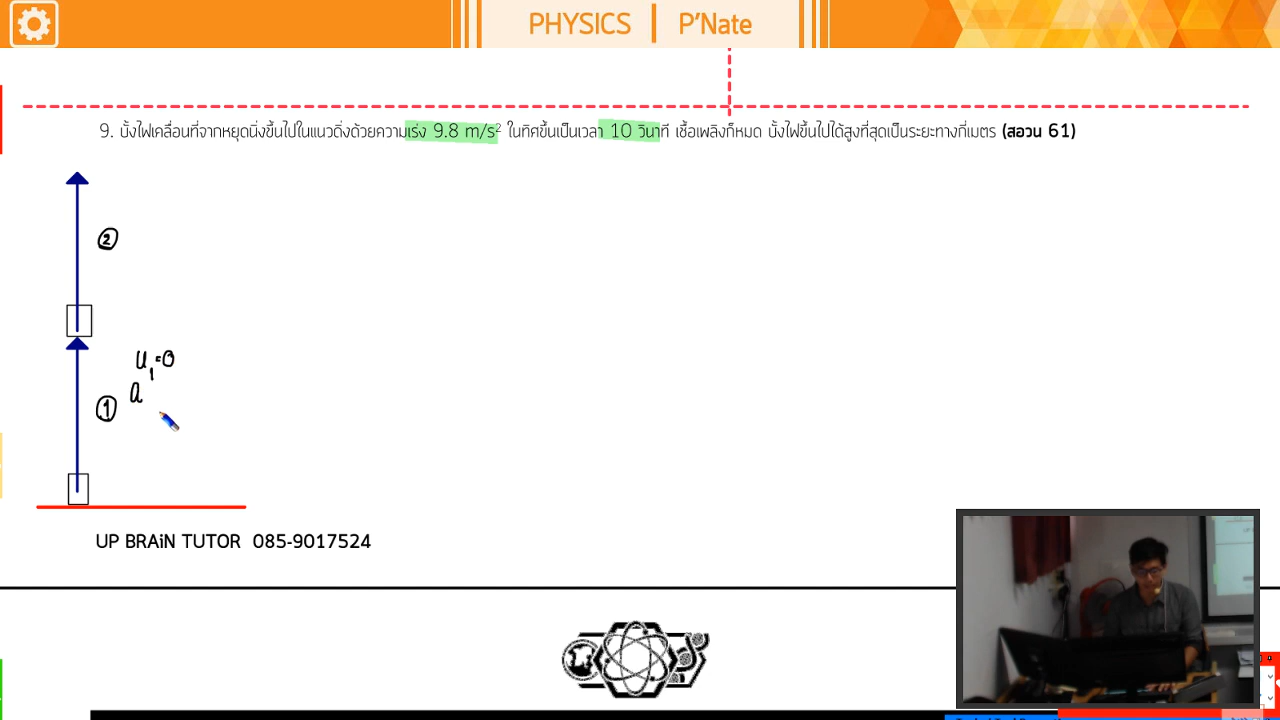 PHYSICS | P'Nate
9. บั้งไฟเคลื่อนที่จากหยุดนิ่งขึ้นไปในแนวดิ่งด้วยความเร่ง 9.8 m/s² ในทิศขึ้นเป็นเวลา 10 วินาที เชื้อเพลิงก็หมด บั้งไฟขึ้นไปได้สูงที่สุดเป็นระยะทางกี่เมตร (สอวน 61)
②
u₁=0
a
①
UP BRAiN TUTOR 085-9017524